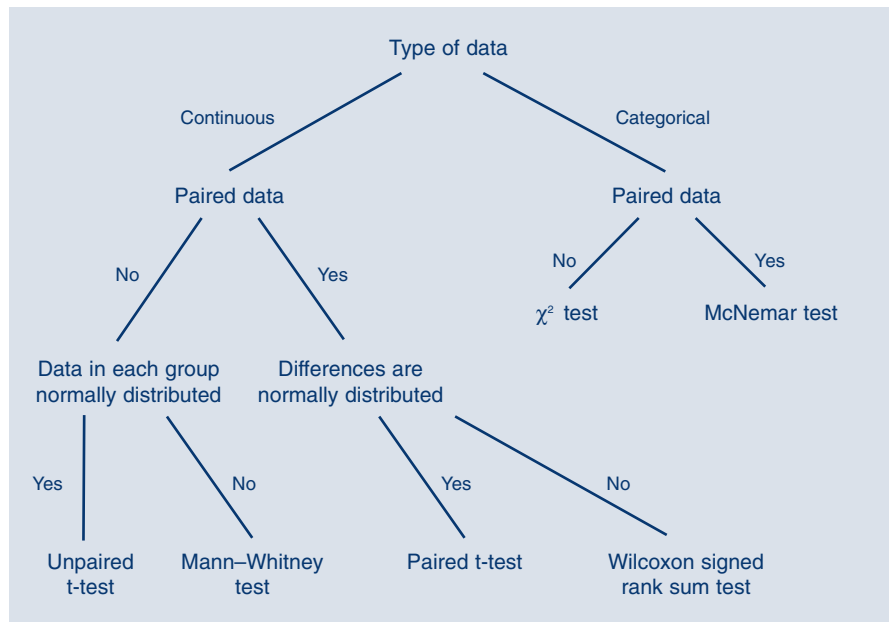 Type of data
Continuous
Categorical
Paired data
Paired data
No
Yes
No
Yes
χ² test
McNemar test
Data in each group
normally distributed
Differences are
normally distributed
Yes
No
Yes
No
Unpaired
t-test
Mann–Whitney
test
Paired t-test
Wilcoxon signed
rank sum test